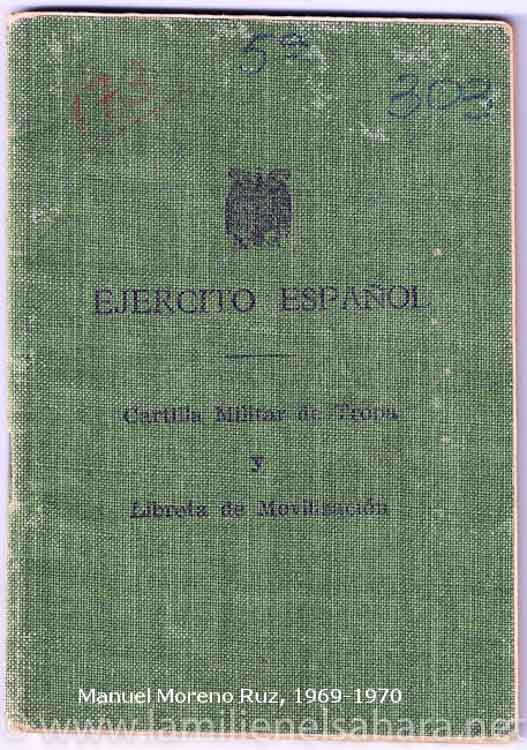 5ª
173
303
EJERCITO ESPAÑOL
Cartilla Militar de Tropa
y
Libreta de Movilización
Manuel Moreno Ruz, 1969-1970
www.lamilienelsahara.net